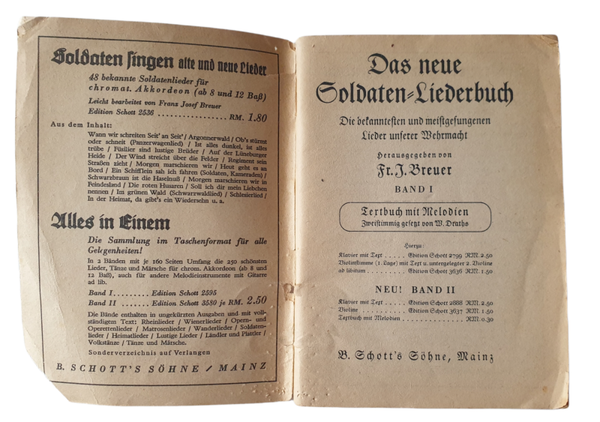 Soldaten singen alte und neue Lieder
48 bekannte Soldatenlieder für
chromat. Akkordeon (ab 8 und 12 Baß)
Leicht bearbeitet von Franz Josef Breuer
Edition Schott 2536 ........ RM. 1.80
Aus dem Inhalt:
Wann wir schreiten Seit' an Seit' / Argonnerwald / Ob's stürmt
oder schneit (Panzerwagenlied) / Ist alles dunkel, ist alles
trübe / Füsilier sind lustige Brüder / Auf der Lüneburger
Heide / Der Wind streicht über die Felder / Regiment sein
Straßen zieht / Morgen marschieren wir / Heut geht es an
Bord / Ein Schifflein sah ich fahren (Soldaten, Kameraden) /
Schwarzbraun ist die Haselnuß / Morgen marschieren wir in
Feindesland / Die roten Husaren / Soll ich dir mein Liebchen
nennen / Im grünen Wald (Schwarzwaldlied) / Schlesierlied /
In der Heimat, da gibt's ein Wiedersehn u. a.
Alles in Einem
Die Sammlung im Taschenformat für alle
Gelegenheiten!
In 2 Bänden mit je 160 Seiten Umfang die 250 schönsten
Lieder, Tänze und Märsche für chrom. Akkordeon (ab 8 und
12 Baß), auch für andere Melodieinstrumente mit Gitarre
ad lib.
Band I ......... Edition Schott 2595
Band II ....... Edition Schott 3580 je RM. 2.50
Die Bände enthalten in ungekürzten Ausgaben und mit voll-
ständigem Text: Rheinlieder / Wienerlieder / Opern- und
Operettenlieder / Matrosenlieder / Wanderlieder / Soldaten-
lieder / Heimatlieder / Lustige Lieder / Ländler und Plattler /
Volkstänze / Tänze und Märsche.
Sonderverzeichnis auf Verlangen
B. SCHOTT'S SÖHNE / MAINZ
Das neue
Soldaten-Liederbuch
Die bekanntesten und meistgesungenen
Lieder unserer Wehrmacht
Herausgegeben von
Fr. J. Breuer
BAND I
Textbuch mit Melodien
Zweistimmig gesetzt von W. Draths
Hierzu:
Klavier mit Text ..... Edition Schott 2799 RM. 2.50
Violinstimme (1. Lage) mit Text u. untergelegter 2. Violine
ad libitum ......... Edition Schott 3636 RM. 1.50
NEU! BAND II
Klavier mit Text ..... Edition Schott 2888 RM. 2.50
Violine ............ Edition Schott 3637 RM. 1.50
Textbuch mit Melodien .................. RM. 0.30
B. Schott's Söhne, Mainz